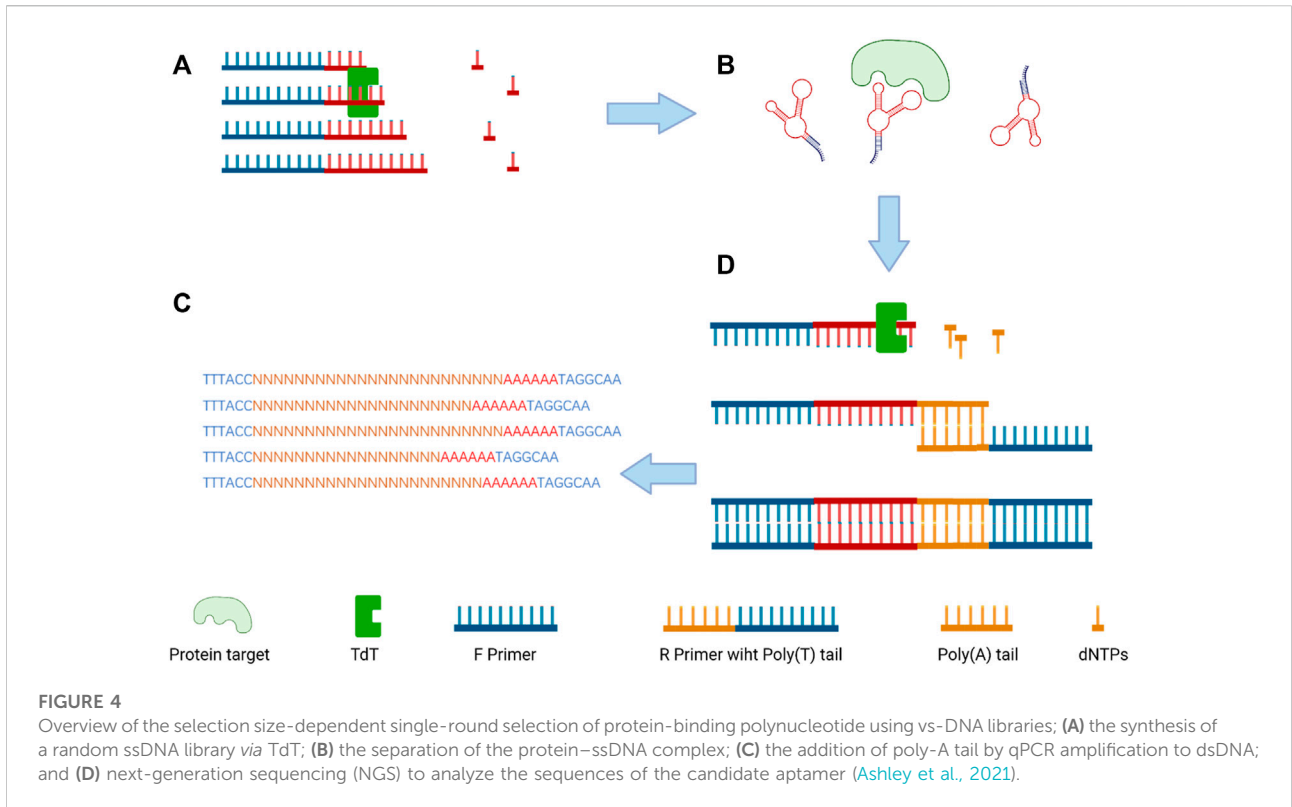 A
B
D
C
TTTACCNNNNNNNNNNNNNNNNNNNNNNNNAAAAAATAGGCAA
TTTACCNNNNNNNNNNNNNNNNNNNNNAAAAAATAGGCAA
TTTACCNNNNNNNNNNNNNNNNNNNNNNNNAAAAAATAGGCAA
TTTACCNNNNNNNNNNNNNNNNNNAAAAAATAGGCAA
TTTACCNNNNNNNNNNNNNNNNNNNNNNAAAAAATAGGCAA
Protein target
TdT
F Primer
R Primer wiht Poly(T) tail
Poly(A) tail
dNTPs
FIGURE 4
Overview of the selection size-dependent single-round selection of protein-binding polynucleotide using vs-DNA libraries; (A) the synthesis of
a random ssDNA library via TdT; (B) the separation of the protein–ssDNA complex; (C) the addition of poly-A tail by qPCR amplification to dsDNA;
and (D) next-generation sequencing (NGS) to analyze the sequences of the candidate aptamer (Ashley et al., 2021).